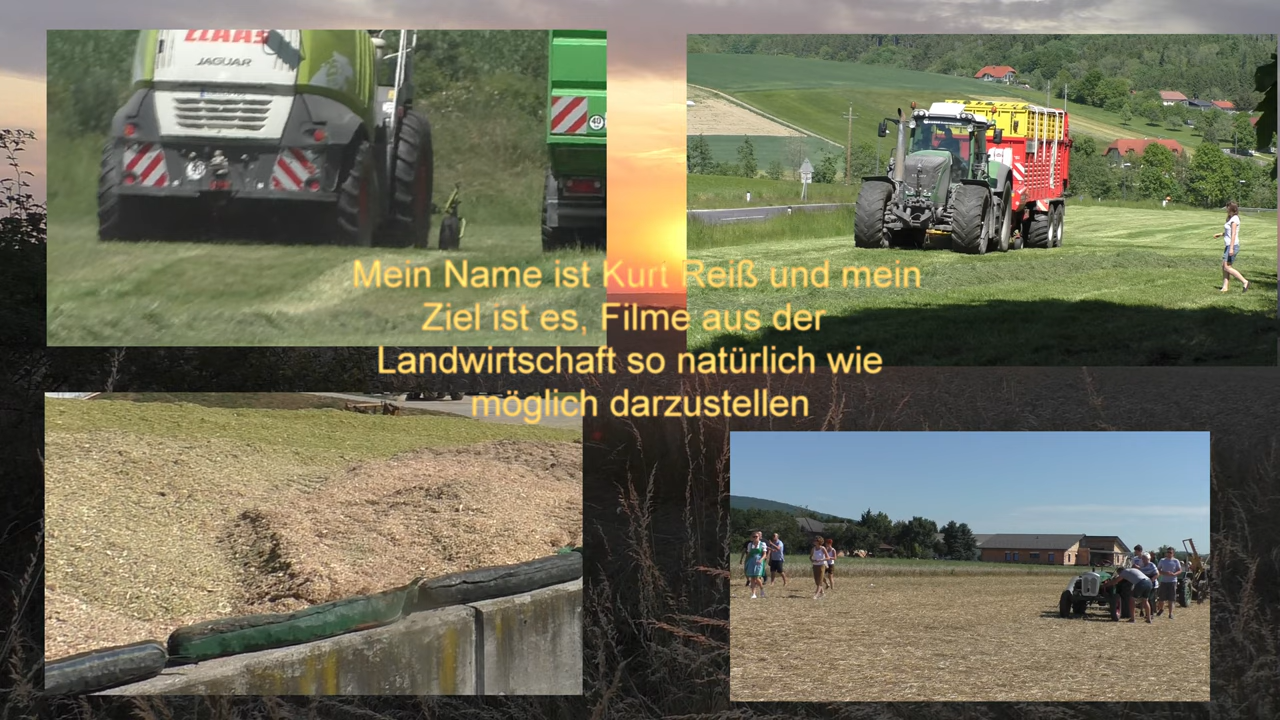 CLAAS
JAGUAR
40
Mein Name ist Kurt Reiß und mein
Ziel ist es, Filme aus der
Landwirtschaft so natürlich wie
möglich darzustellen